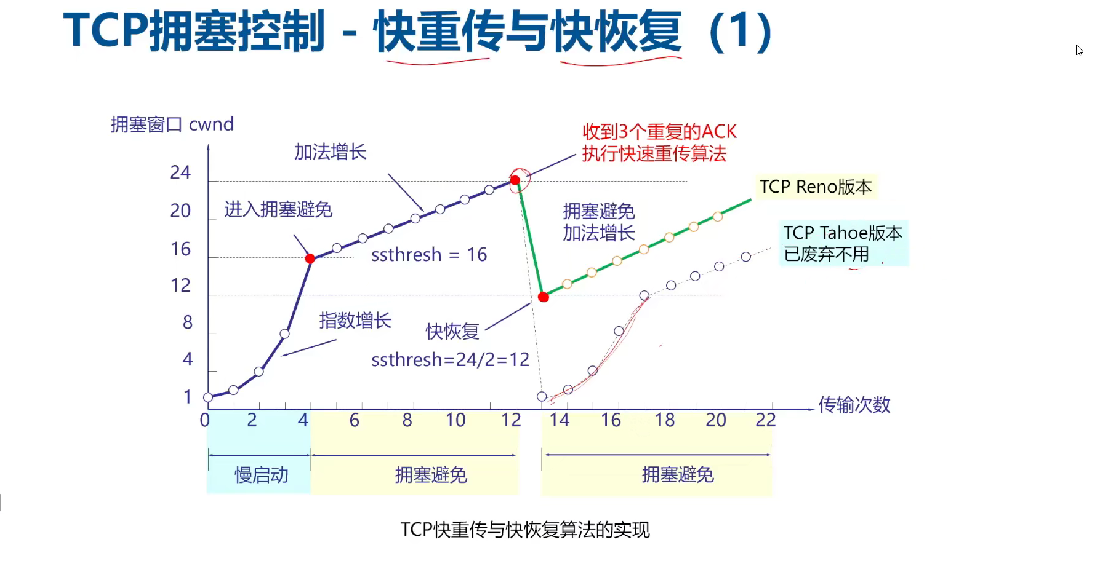 TCP拥塞控制 - 快重传与快恢复（1）
拥塞窗口 cwnd
收到3个重复的ACK
执行快速重传算法
加法增长
24
TCP Reno版本
进入拥塞避免
20
拥塞避免
加法增长
TCP Tahoe版本
已废弃不用
16
ssthresh = 16
12
8
指数增长
快恢复
4
ssthresh=24/2=12
1
传输次数
0 2 4 6 8 10 12 14 16 18 20 22
慢启动
拥塞避免
拥塞避免
TCP快重传与快恢复算法的实现